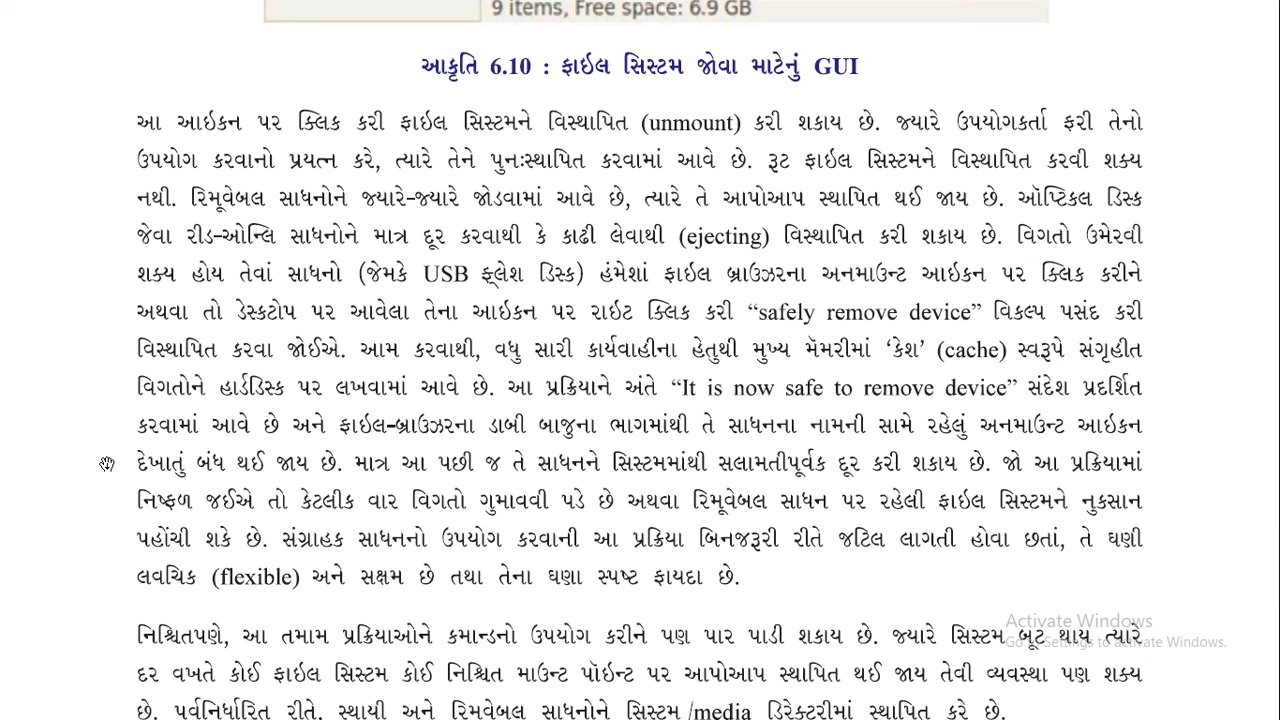 9 items, Free space: 6.9 GB
આકૃતિ 6.10 : ફાઇલ સિસ્ટમ જોવા માટેનું GUI
આ આઇકન પર ક્લિક કરી ફાઇલ સિસ્ટમને વિસ્થાપિત (unmount) કરી શકાય છે. જ્યારે ઉપયોગકર્તા ફરી તેનો
ઉપયોગ કરવાનો પ્રયત્ન કરે, ત્યારે તેને પુનઃસ્થાપિત કરવામાં આવે છે. રૂટ ફાઇલ સિસ્ટમને વિસ્થાપિત કરવી શક્ય
નથી. રિમૂવેબલ સાધનોને જ્યારે-જ્યારે જોડવામાં આવે છે, ત્યારે તે આપોઆપ સ્થાપિત થઈ જાય છે. ઑપ્ટિકલ ડિસ્ક
જેવા રીડ-ઓન્લિ સાધનોને માત્ર દૂર કરવાથી કે કાઢી લેવાથી (ejecting) વિસ્થાપિત કરી શકાય છે. વિગતો ઉમેરવી
શક્ય હોય તેવાં સાધનો (જેમકે USB ફ્લેશ ડિસ્ક) હંમેશાં ફાઇલ બ્રાઉઝરના અનમાઉન્ટ આઇકન પર ક્લિક કરીને
અથવા તો ડેસ્કટોપ પર આવેલા તેના આઇકન પર રાઇટ ક્લિક કરી “safely remove device” વિકલ્પ પસંદ કરી
વિસ્થાપિત કરવા જોઈએ. આમ કરવાથી, વધુ સારી કાર્યવાહીના હેતુથી મુખ્ય મૅમરીમાં ‘કેશ’ (cache) સ્વરૂપે સંગૃહીત
વિગતોને હાર્ડડિસ્ક પર લખવામાં આવે છે. આ પ્રક્રિયાને અંતે “It is now safe to remove device” સંદેશ પ્રદર્શિત
કરવામાં આવે છે અને ફાઇલ-બ્રાઉઝરના ડાબી બાજુના ભાગમાંથી તે સાધનના નામની સામે રહેલું અનમાઉન્ટ આઇકન
દેખાતું બંધ થઈ જાય છે. માત્ર આ પછી જ તે સાધનને સિસ્ટમમાંથી સલામતીપૂર્વક દૂર કરી શકાય છે. જો આ પ્રક્રિયામાં
નિષ્ફળ જઈએ તો કેટલીક વાર વિગતો ગુમાવવી પડે છે અથવા રિમૂવેબલ સાધન પર રહેલી ફાઇલ સિસ્ટમને નુકસાન
પહોંચી શકે છે. સંગ્રાહક સાધનનો ઉપયોગ કરવાની આ પ્રક્રિયા બિનજરૂરી રીતે જટિલ લાગતી હોવા છતાં, તે ઘણી
લવચિક (flexible) અને સક્ષમ છે તથા તેના ઘણા સ્પષ્ટ ફાયદા છે.
નિશ્ચિતપણે, આ તમામ પ્રક્રિયાઓને કમાન્ડનો ઉપયોગ કરીને પણ પાર પાડી શકાય છે. જ્યારે સિસ્ટમ બૂટ થાય ત્યારે
દર વખતે કોઈ ફાઇલ સિસ્ટમ કોઈ નિશ્ચિત માઉન્ટ પૉઇન્ટ પર આપોઆપ સ્થાપિત થઈ જાય તેવી વ્યવસ્થા પણ શક્ય
છે. પૂર્વનિર્ધારિત રીતે, સ્થાયી અને રિમૂવેબલ સાધનોને સિસ્ટમ /media ડિરેક્ટરીમાં સ્થાપિત કરે છે.
Activate Windows
Go to Settings to activate Windows.